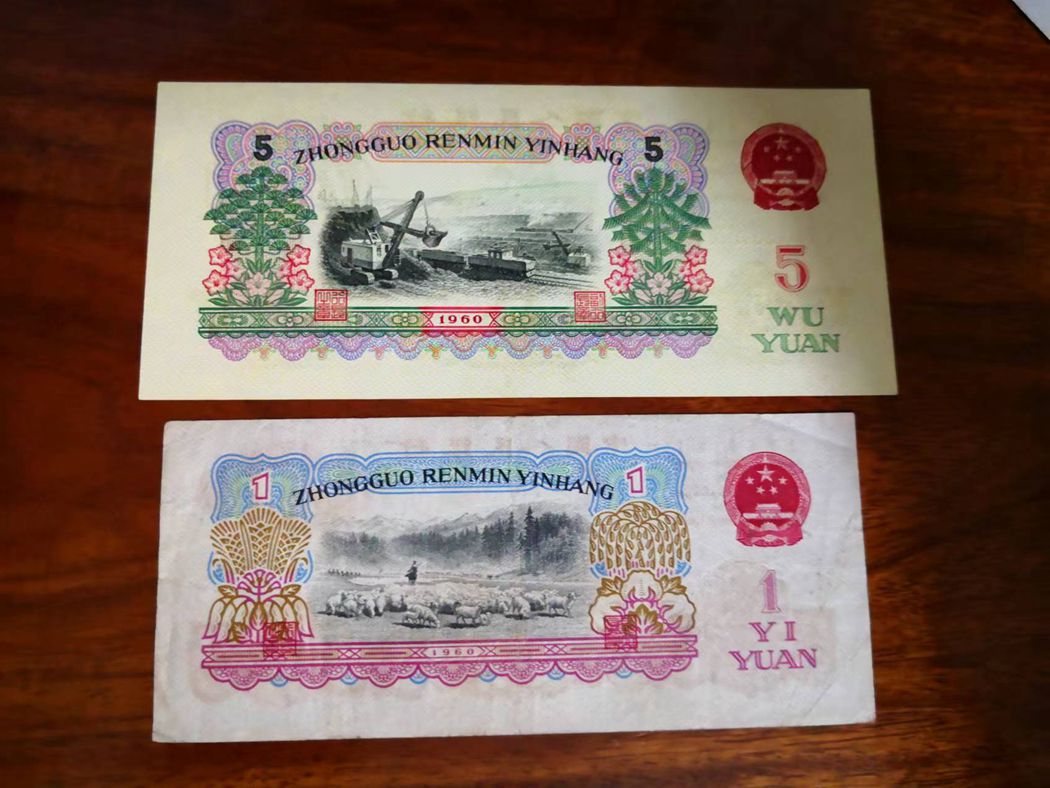 5 ZHONGGUO RENMIN YINHANG 5
5
WU
YUAN
1960
1 ZHONGGUO RENMIN YINHANG 1
1
YI
YUAN
1960